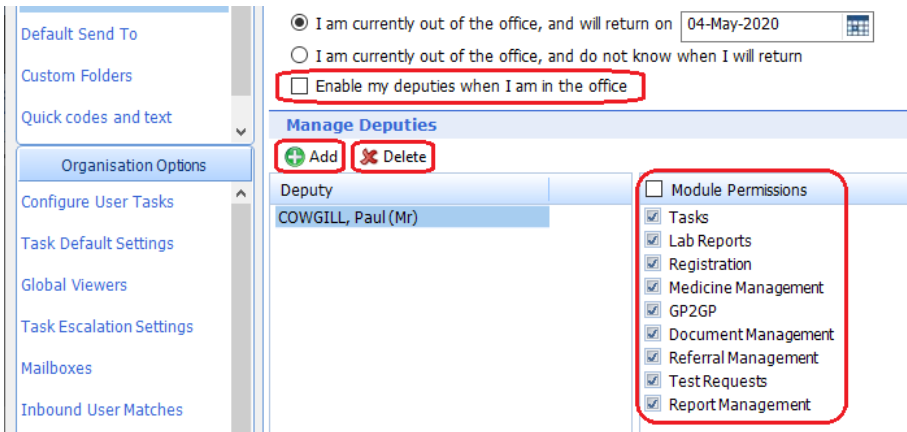 Default Send To
Custom Folders
Quick codes and text
Organisation Options
Configure User Tasks
Task Default Settings
Global Viewers
Task Escalation Settings
Mailboxes
Inbound User Matches
I am currently out of the office, and will return on 04-May-2020
I am currently out of the office, and do not know when I will return
Enable my deputies when I am in the office
Manage Deputies
Add Delete
Deputy
COWGILL, Paul (Mr)
Module Permissions
Tasks
Lab Reports
Registration
Medicine Management
GP2GP
Document Management
Referral Management
Test Requests
Report Management